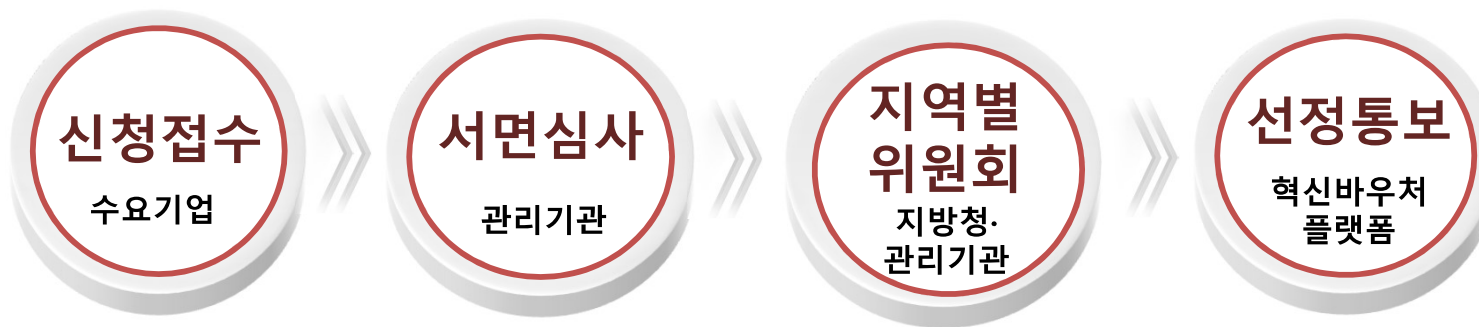 신청접수
수요기업
서면심사
관리기관
지역별
위원회
지방청·
관리기관
선정통보
혁신바우처
플랫폼